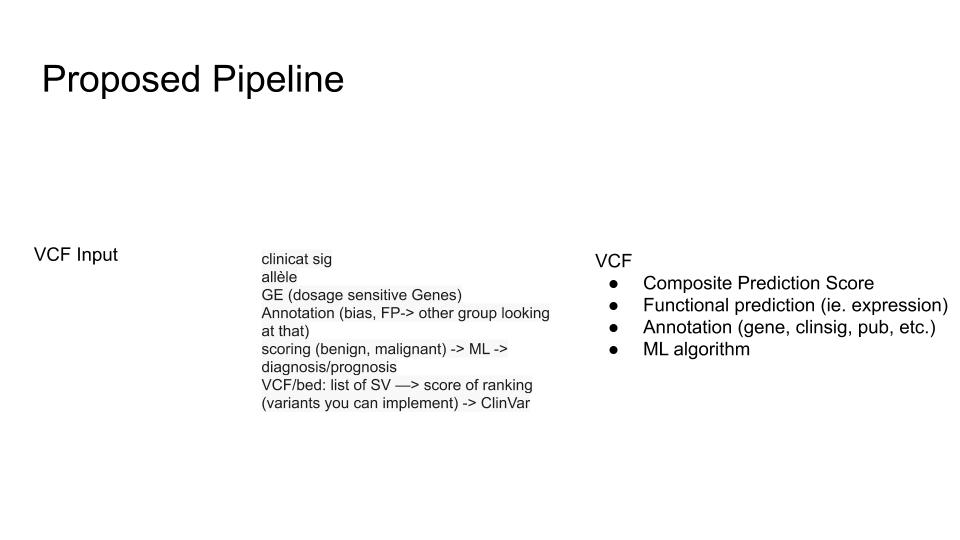 Proposed Pipeline
VCF Input
clinicat sig
allèle
GE (dosage sensitive Genes)
Annotation (bias, FP-> other group looking
at that)
scoring (benign, malignant) -> ML ->
diagnosis/prognosis
VCF/bed: list of SV —> score of ranking
(variants you can implement) -> ClinVar
VCF
● Composite Prediction Score
● Functional prediction (ie. expression)
● Annotation (gene, clinsig, pub, etc.)
● ML algorithm